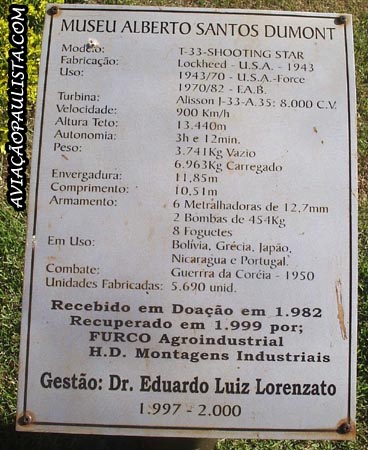 AVIAÇÃOPAULISTA.COM
MUSEU ALBERTO SANTOS DUMONT
Modelo: T-33-SHOOTING STAR
Fabricação: Lockheed - U.S.A. - 1943
Uso: 1943/70 - U.S.A.-Force
1970/82 - F.A.B.
Turbina: Alisson J-33-A.35: 8.000 C.V.
Velocidade: 900 Km/h
Altura Teto: 13.440m
Autonomia: 3h e 12min.
Peso: 3.741Kg Vazio
6.963Kg Carregado
Envergadura: 11,85m
Comprimento: 10,51m
Armamento: 6 Metralhadoras de 12,7mm
2 Bombas de 454Kg
8 Foguetes
Em Uso: Bolívia, Grécia, Japão,
Nicaragua e Portugal.
Combate: Guerrra da Coréia - 1950
Unidades Fabricadas: 5.690 unid.
Recebido em Doação em 1.982
Recuperado em 1.999 por;
FURCO Agroindustrial
H.D. Montagens Industriais
Gestão: Dr. Eduardo Luiz Lorenzato
1.997 - 2.000